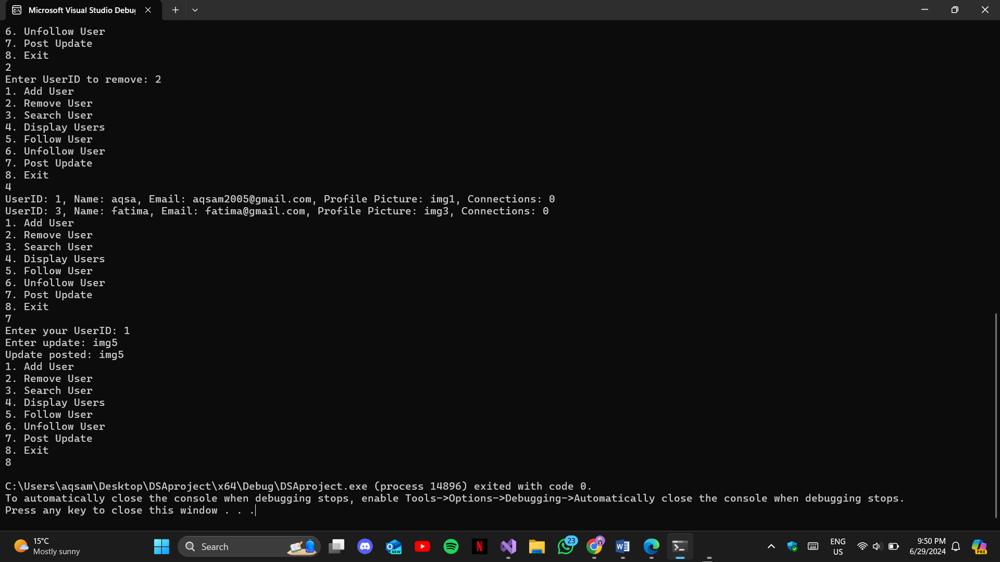 Microsoft Visual Studio Debu
6. Unfollow User
7. Post Update
8. Exit
2
Enter UserID to remove: 2
1. Add User
2. Remove User
3. Search User
4. Display Users
5. Follow User
6. Unfollow User
7. Post Update
8. Exit
4
UserID: 1, Name: aqsa, Email: aqsam2005@gmail.com, Profile Picture: img1, Connections: 0
UserID: 3, Name: fatima, Email: fatima@gmail.com, Profile Picture: img3, Connections: 0
1. Add User
2. Remove User
3. Search User
4. Display Users
5. Follow User
6. Unfollow User
7. Post Update
8. Exit
7
Enter your UserID: 1
Enter update: img5
Update posted: img5
1. Add User
2. Remove User
3. Search User
4. Display Users
5. Follow User
6. Unfollow User
7. Post Update
8. Exit
8
C:\Users\aqsam\Desktop\DSAproject\x64\Debug\DSAproject.exe (process 14896) exited with code 0.
To automatically close the console when debugging stops, enable Tools->Options->Debugging->Automatically close the console when debugging stops.
Press any key to close this window . . .
15°C
Mostly sunny
Search
NEW
N
23
W
ENG
US
9:50 PM
6/29/2024
PRE